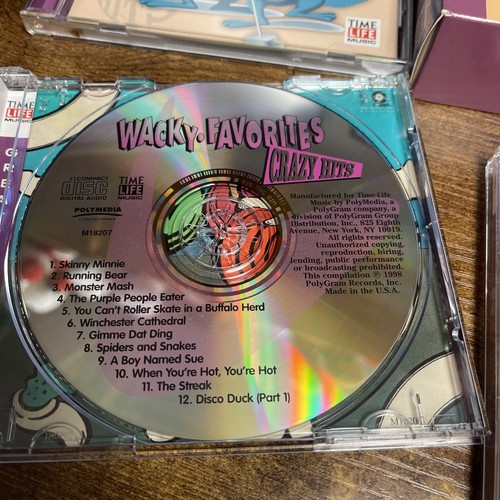 TIME
LIFE
MUSIC
TIME
LIFE
MUSIC
G
R
E
WACKY•FAVORITES
CRAZY HITS
COMPACT
disc
DIGITAL AUDIO
TIME
LIFE
MUSIC
POLYMEDIA
M18207
Manufactured for Time-Life
Music by PolyMedia, a
PolyGram company, a
division of PolyGram Group
Distribution, Inc., 825 Eighth
Avenue, New York, NY 10019.
All rights reserved.
Unauthorized copying,
reproduction, hiring,
lending, public performance
or broadcasting prohibited.
This compilation ℗ 1998
PolyGram Records, Inc.
Made in the U.S.A.
1. Skinny Minnie
2. Running Bear
3. Monster Mash
4. The Purple People Eater
5. You Can't Roller Skate in a Buffalo Herd
6. Winchester Cathedral
7. Gimme Dat Ding
8. Spiders and Snakes
9. A Boy Named Sue
10. When You're Hot, You're Hot
11. The Streak
12. Disco Duck (Part 1)